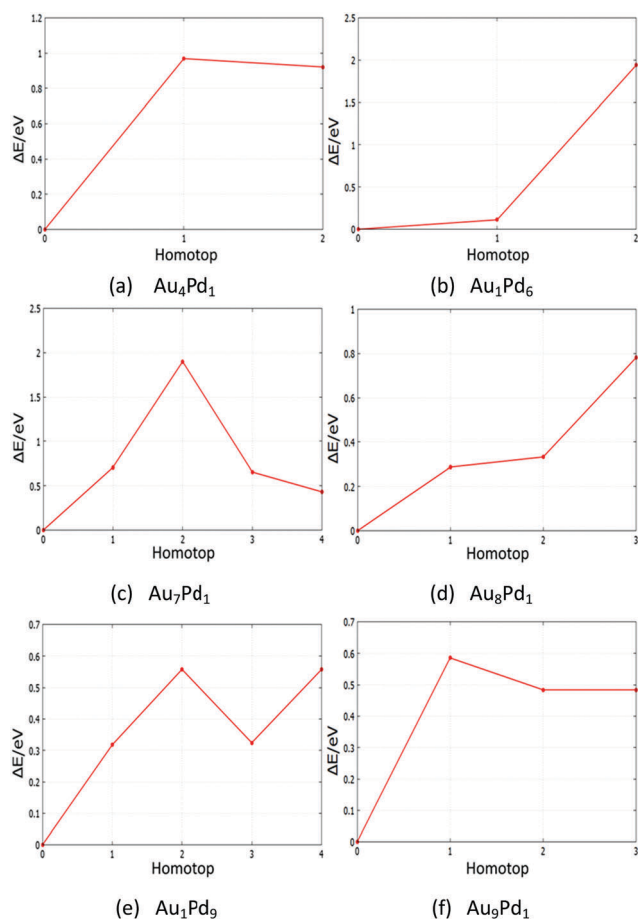 1.2
1
0.8
0.6
0.4
0.2
0
ΔE/eV
0 1 2
Homotop
(a) Au₄Pd₁
2.5
2
1.5
1
0.5
0
ΔE/eV
0 1 2
Homotop
(b) Au₁Pd₆
2.5
2
1.5
1
0.5
0
ΔE/eV
0 1 2 3 4
Homotop
(c) Au₇Pd₁
1
0.8
0.6
0.4
0.2
0
ΔE/eV
0 1 2 3
Homotop
(d) Au₈Pd₁
0.7
0.6
0.5
0.4
0.3
0.2
0.1
0
ΔE/eV
0 1 2 3 4
Homotop
(e) Au₁Pd₉
0.7
0.6
0.5
0.4
0.3
0.2
0.1
0
ΔE/eV
0 1 2 3
Homotop
(f) Au₉Pd₁